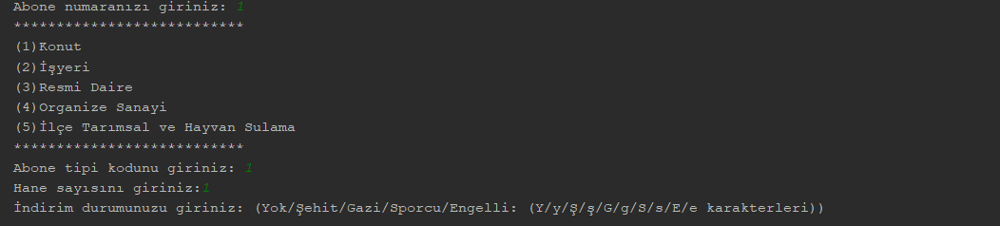 Abone numaranızı giriniz: 1
***************************
(1)Konut
(2)İşyeri
(3)Resmi Daire
(4)Organize Sanayi
(5)İlçe Tarımsal ve Hayvan Sulama
***************************
Abone tipi kodunu giriniz: 1
Hane sayısını giriniz:1
İndirim durumunuzu giriniz: (Yok/Şehit/Gazi/Sporcu/Engelli: (Y/y/Ş/ş/G/g/S/s/E/e karakterleri))